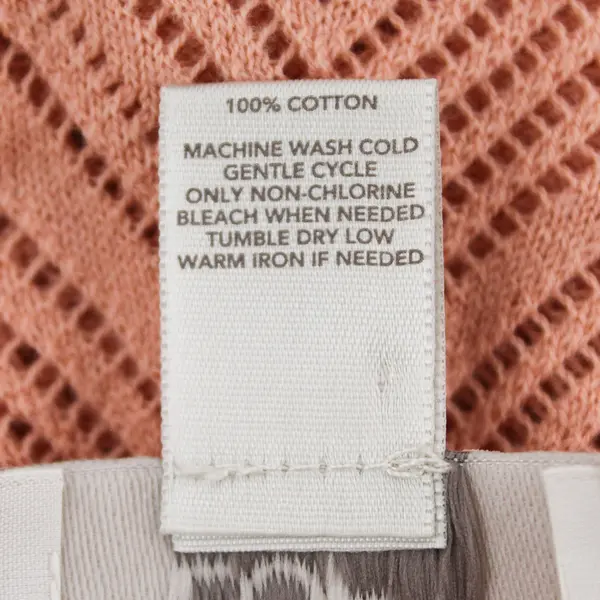 100% COTTON
MACHINE WASH COLD
GENTLE CYCLE
ONLY NON-CHLORINE
BLEACH WHEN NEEDED
TUMBLE DRY LOW
WARM IRON IF NEEDED